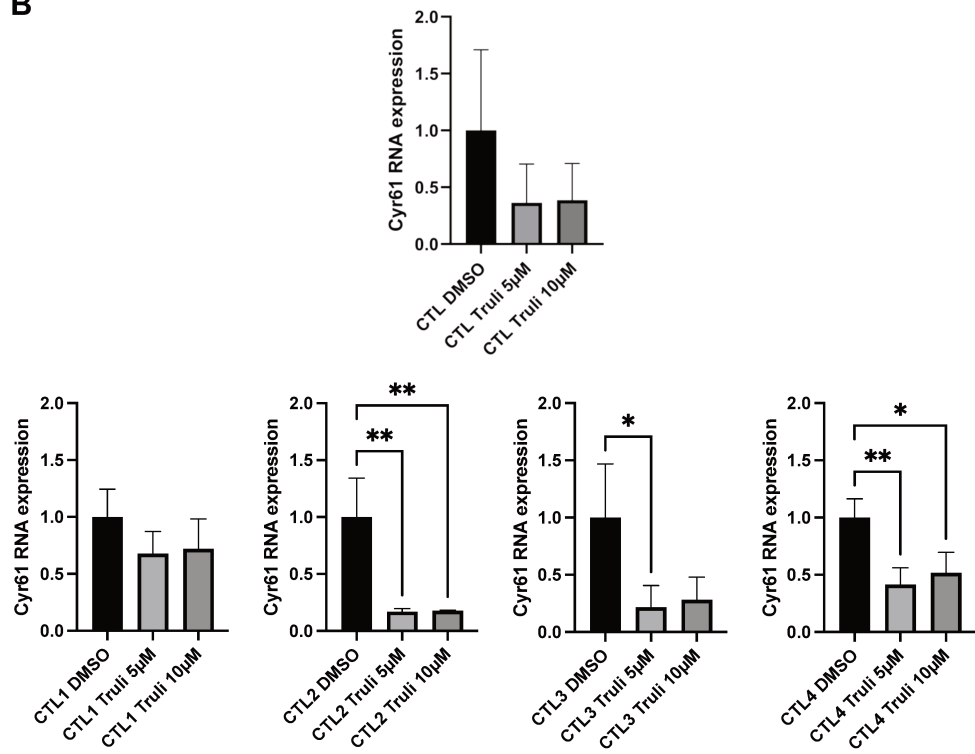 B
Cyr61 RNA expression
2.0
1.5
1.0
0.5
0.0
CTL DMSO
CTL Truli 5µM
CTL Truli 10µM
Cyr61 RNA expression
2.0
1.5
1.0
0.5
0.0
CTL1 DMSO
CTL1 Truli 5µM
CTL1 Truli 10µM
Cyr61 RNA expression
2.0
1.5
1.0
0.5
0.0
**
**
CTL2 DMSO
CTL2 Truli 5µM
CTL2 Truli 10µM
Cyr61 RNA expression
2.0
1.5
1.0
0.5
0.0
*
CTL3 DMSO
CTL3 Truli 5µM
CTL3 Truli 10µM
Cyr61 RNA expression
2.0
1.5
1.0
0.5
0.0
*
**
CTL4 DMSO
CTL4 Truli 5µM
CTL4 Truli 10µM